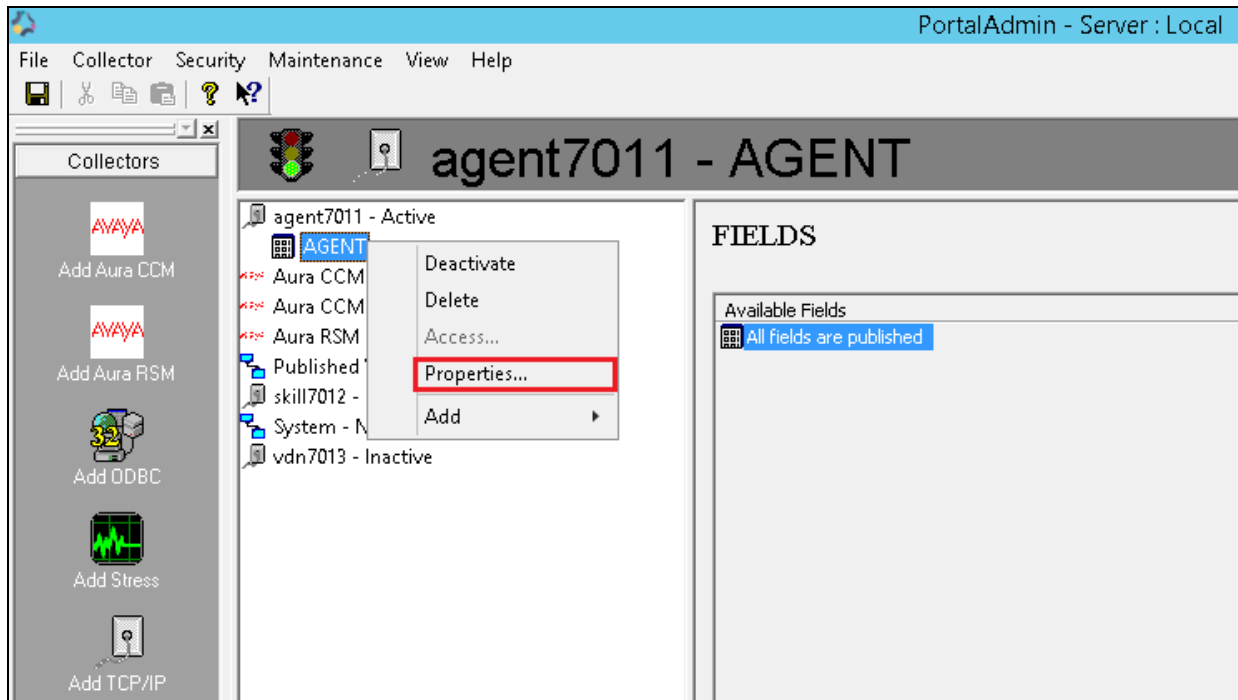 PortalAdmin - Server : Local
File Collector Security Maintenance View Help
Collectors
agent7011 - AGENT
AVAYA
Add Aura CCM
AVAYA
Add Aura RSM
32
Add ODBC
Add Stress
Add TCP/IP
agent7011 - Active
AGENT
Aura CCM
Aura CCM
Aura RSM
Published
skill7012 -
System - N
vdn7013 - Inactive
Deactivate
Delete
Access...
Properties...
Add
FIELDS
Available Fields
All fields are published